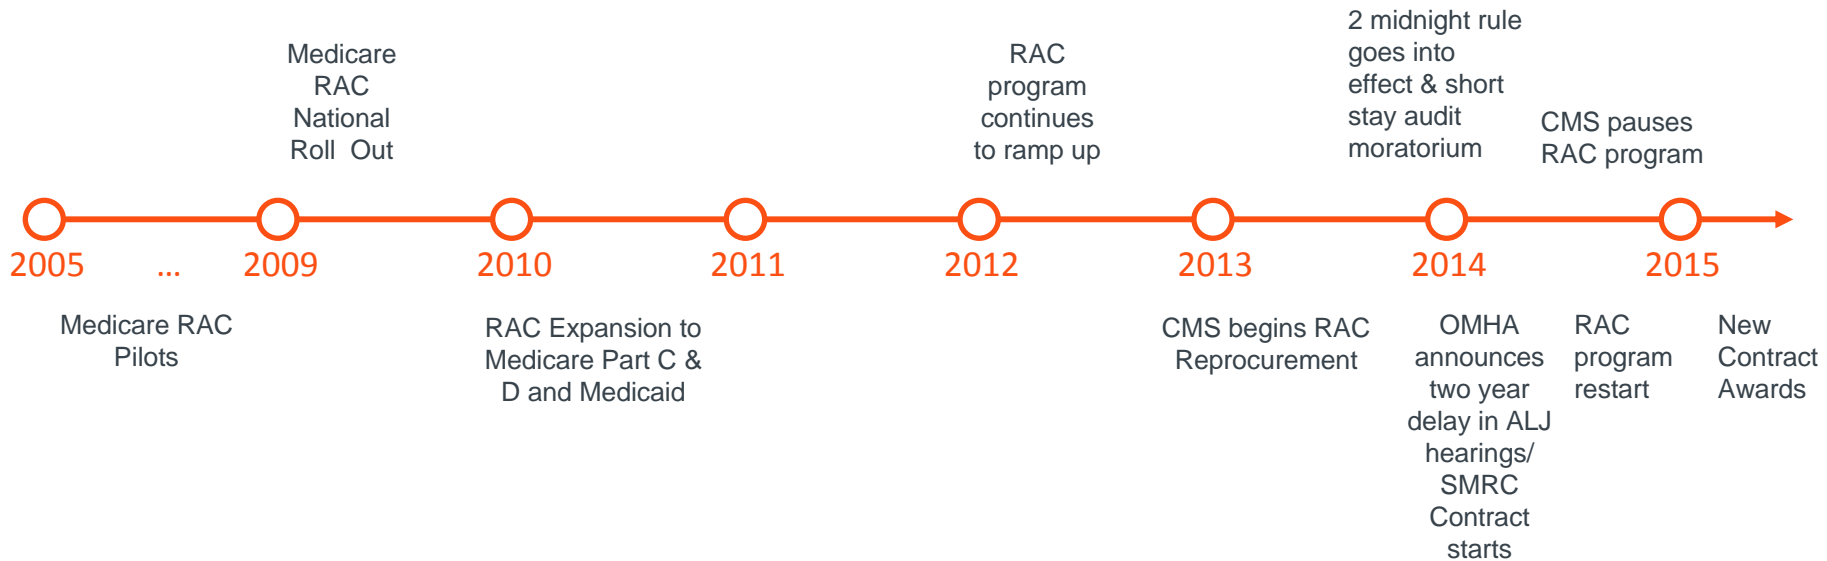 Medicare
RAC
National
Roll Out
RAC
program
continues
to ramp up
2 midnight rule
goes into
effect & short
stay audit
moratorium
CMS pauses
RAC program
2005
...
2009
2010
2011
2012
2013
2014
2015
Medicare RAC
Pilots
RAC Expansion to
Medicare Part C &
D and Medicaid
CMS begins RAC
Reprocurement
OMHA
announces
two year
delay in ALJ
hearings/
SMRC
Contract
starts
RAC
program
restart
New
Contract
Awards